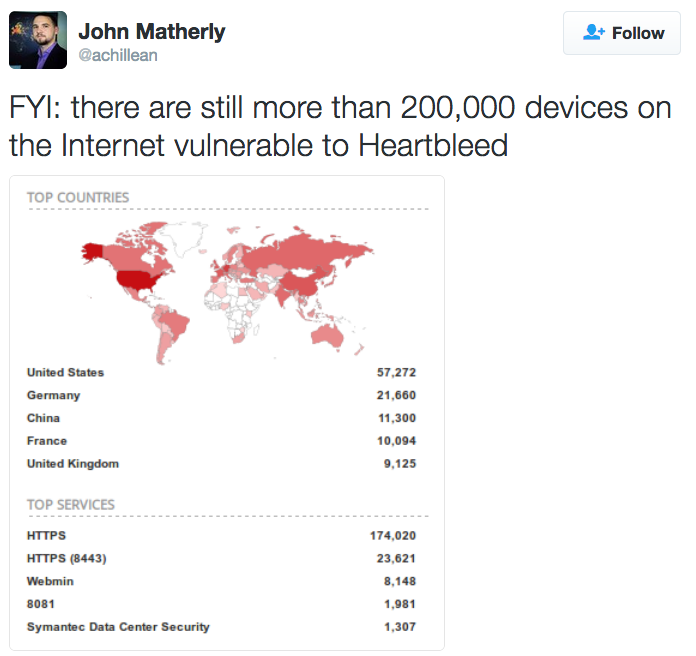 John Matherly
@achillean
Follow
FYI: there are still more than 200,000 devices on
the Internet vulnerable to Heartbleed
TOP COUNTRIES
United States 57,272
Germany 21,660
China 11,300
France 10,094
United Kingdom 9,125
TOP SERVICES
HTTPS 174,020
HTTPS (8443) 23,621
Webmin 8,148
8081 1,981
Symantec Data Center Security 1,307